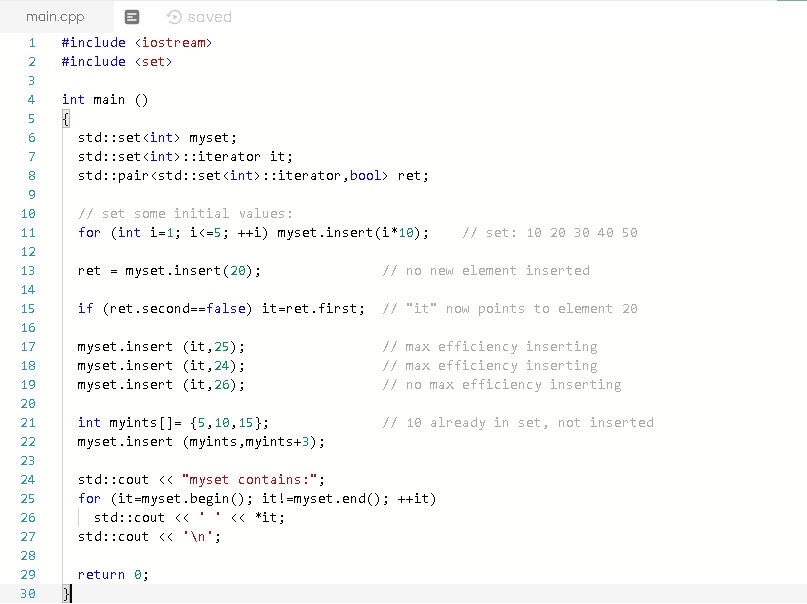 main.cpp saved
1 #include <iostream>
2 #include <set>
3
4 int main ()
5 {
6 std::set<int> myset;
7 std::set<int>::iterator it;
8 std::pair<std::set<int>::iterator,bool> ret;
9
10 // set some initial values:
11 for (int i=1; i<=5; ++i) myset.insert(i*10); // set: 10 20 30 40 50
12
13 ret = myset.insert(20); // no new element inserted
14
15 if (ret.second==false) it=ret.first; // "it" now points to element 20
16
17 myset.insert (it,25); // max efficiency inserting
18 myset.insert (it,24); // max efficiency inserting
19 myset.insert (it,26); // no max efficiency inserting
20
21 int myints[]= {5,10,15}; // 10 already in set, not inserted
22 myset.insert (myints,myints+3);
23
24 std::cout << "myset contains:";
25 for (it=myset.begin(); it!=myset.end(); ++it)
26 std::cout << ' ' << *it;
27 std::cout << '\n';
28
29 return 0;
30 }